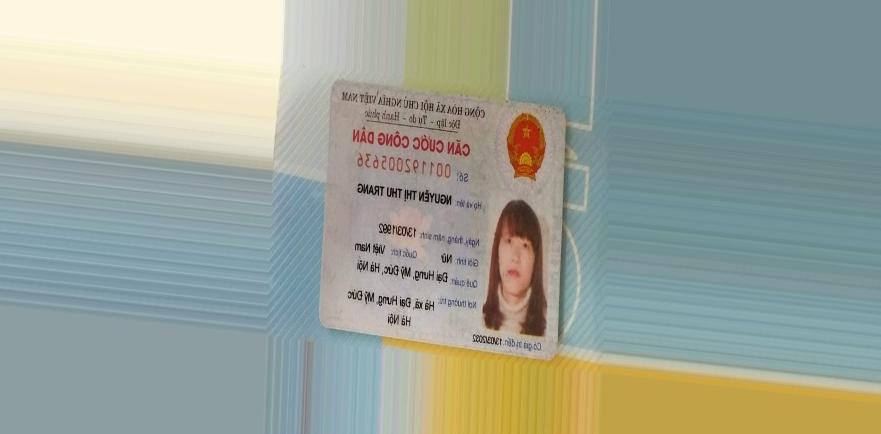 CỘNG HÒA XÃ HỘI CHỦ NGHĨA VIỆT NAM
Độc lập - Tự do - Hạnh phúc
CĂN CƯỚC CÔNG DÂN
Số: 001192005636
Họ và tên: NGUYỄN THỊ THU TRANG
Ngày, tháng, năm sinh: 13/03/1992
Giới tính: Nữ Quốc tịch: Việt Nam
Quê quán: Đại Hưng, Mỹ Đức, Hà Nội
Nơi thường trú: Hà xá, Đại Hưng, Mỹ Đức
Hà Nội
Có giá trị đến: 13/03/2032